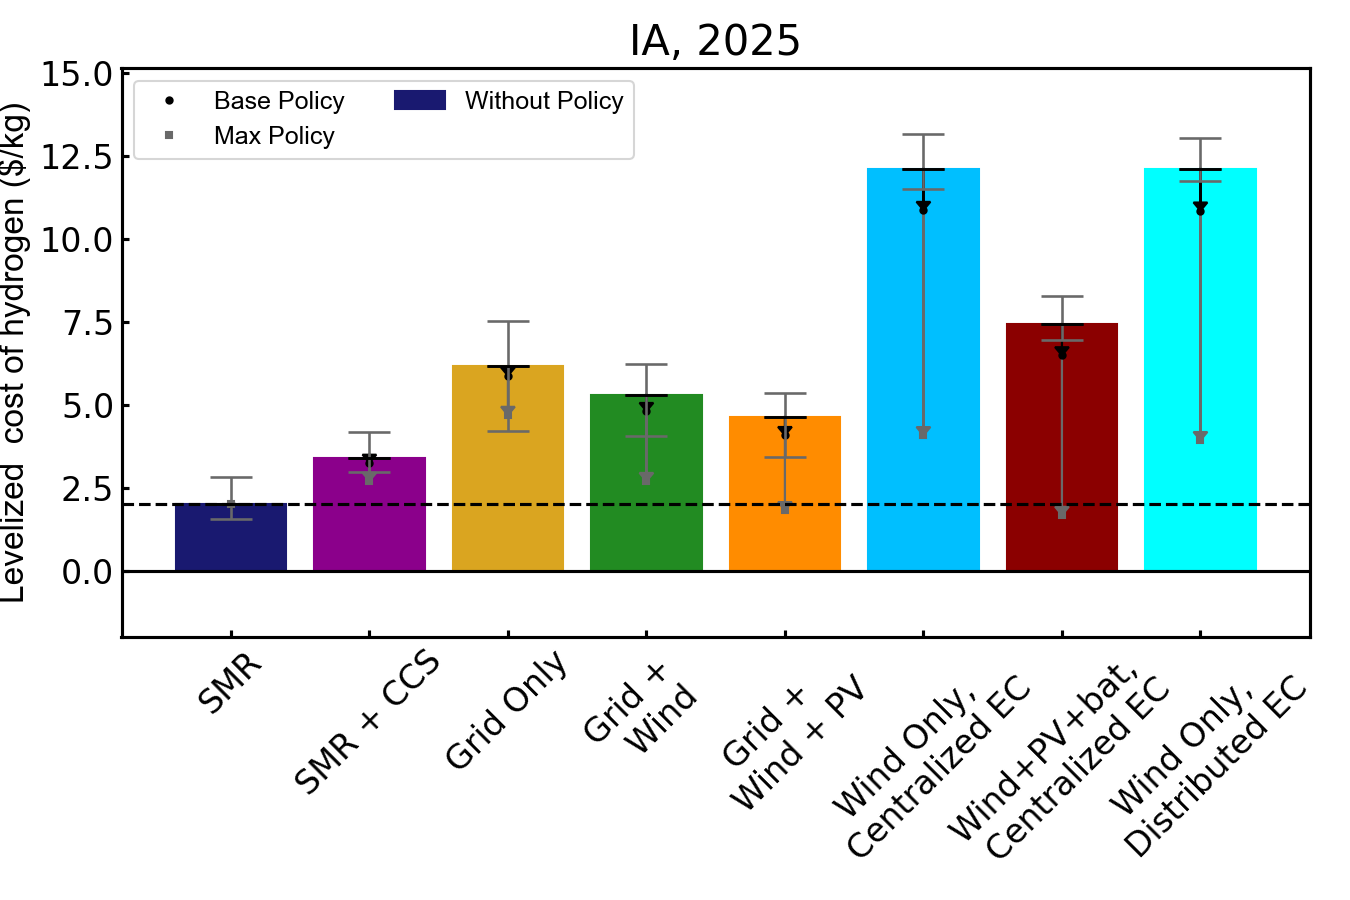 IA, 2025
Levelized cost of hydrogen ($/kg)
15.0
12.5
10.0
7.5
5.0
2.5
0.0
Base Policy
Max Policy
Without Policy
SMR
SMR + CCS
Grid Only
Grid +
Wind
Grid +
Wind + PV
Wind Only,
Centralized EC
Wind+PV+bat,
Centralized EC
Wind Only,
Distributed EC